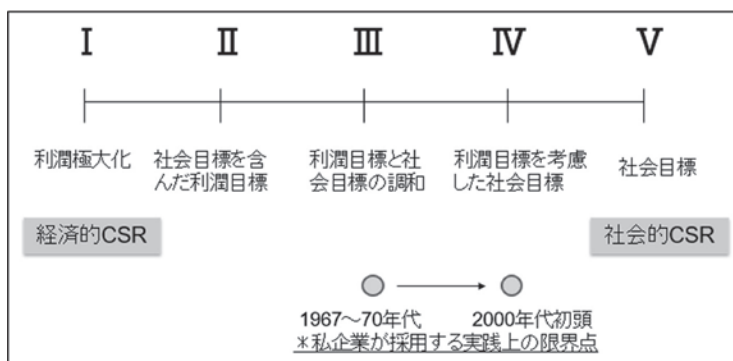 I II III IV V
利潤極大化 社会目標を含 利潤目標と社 利潤目標を考慮 社会目標
んだ利潤目標 会目標の調和 した社会目標
経済的CSR 社会的CSR
1967～70年代 2000年代初頭
＊私企業が採用する実践上の限界点